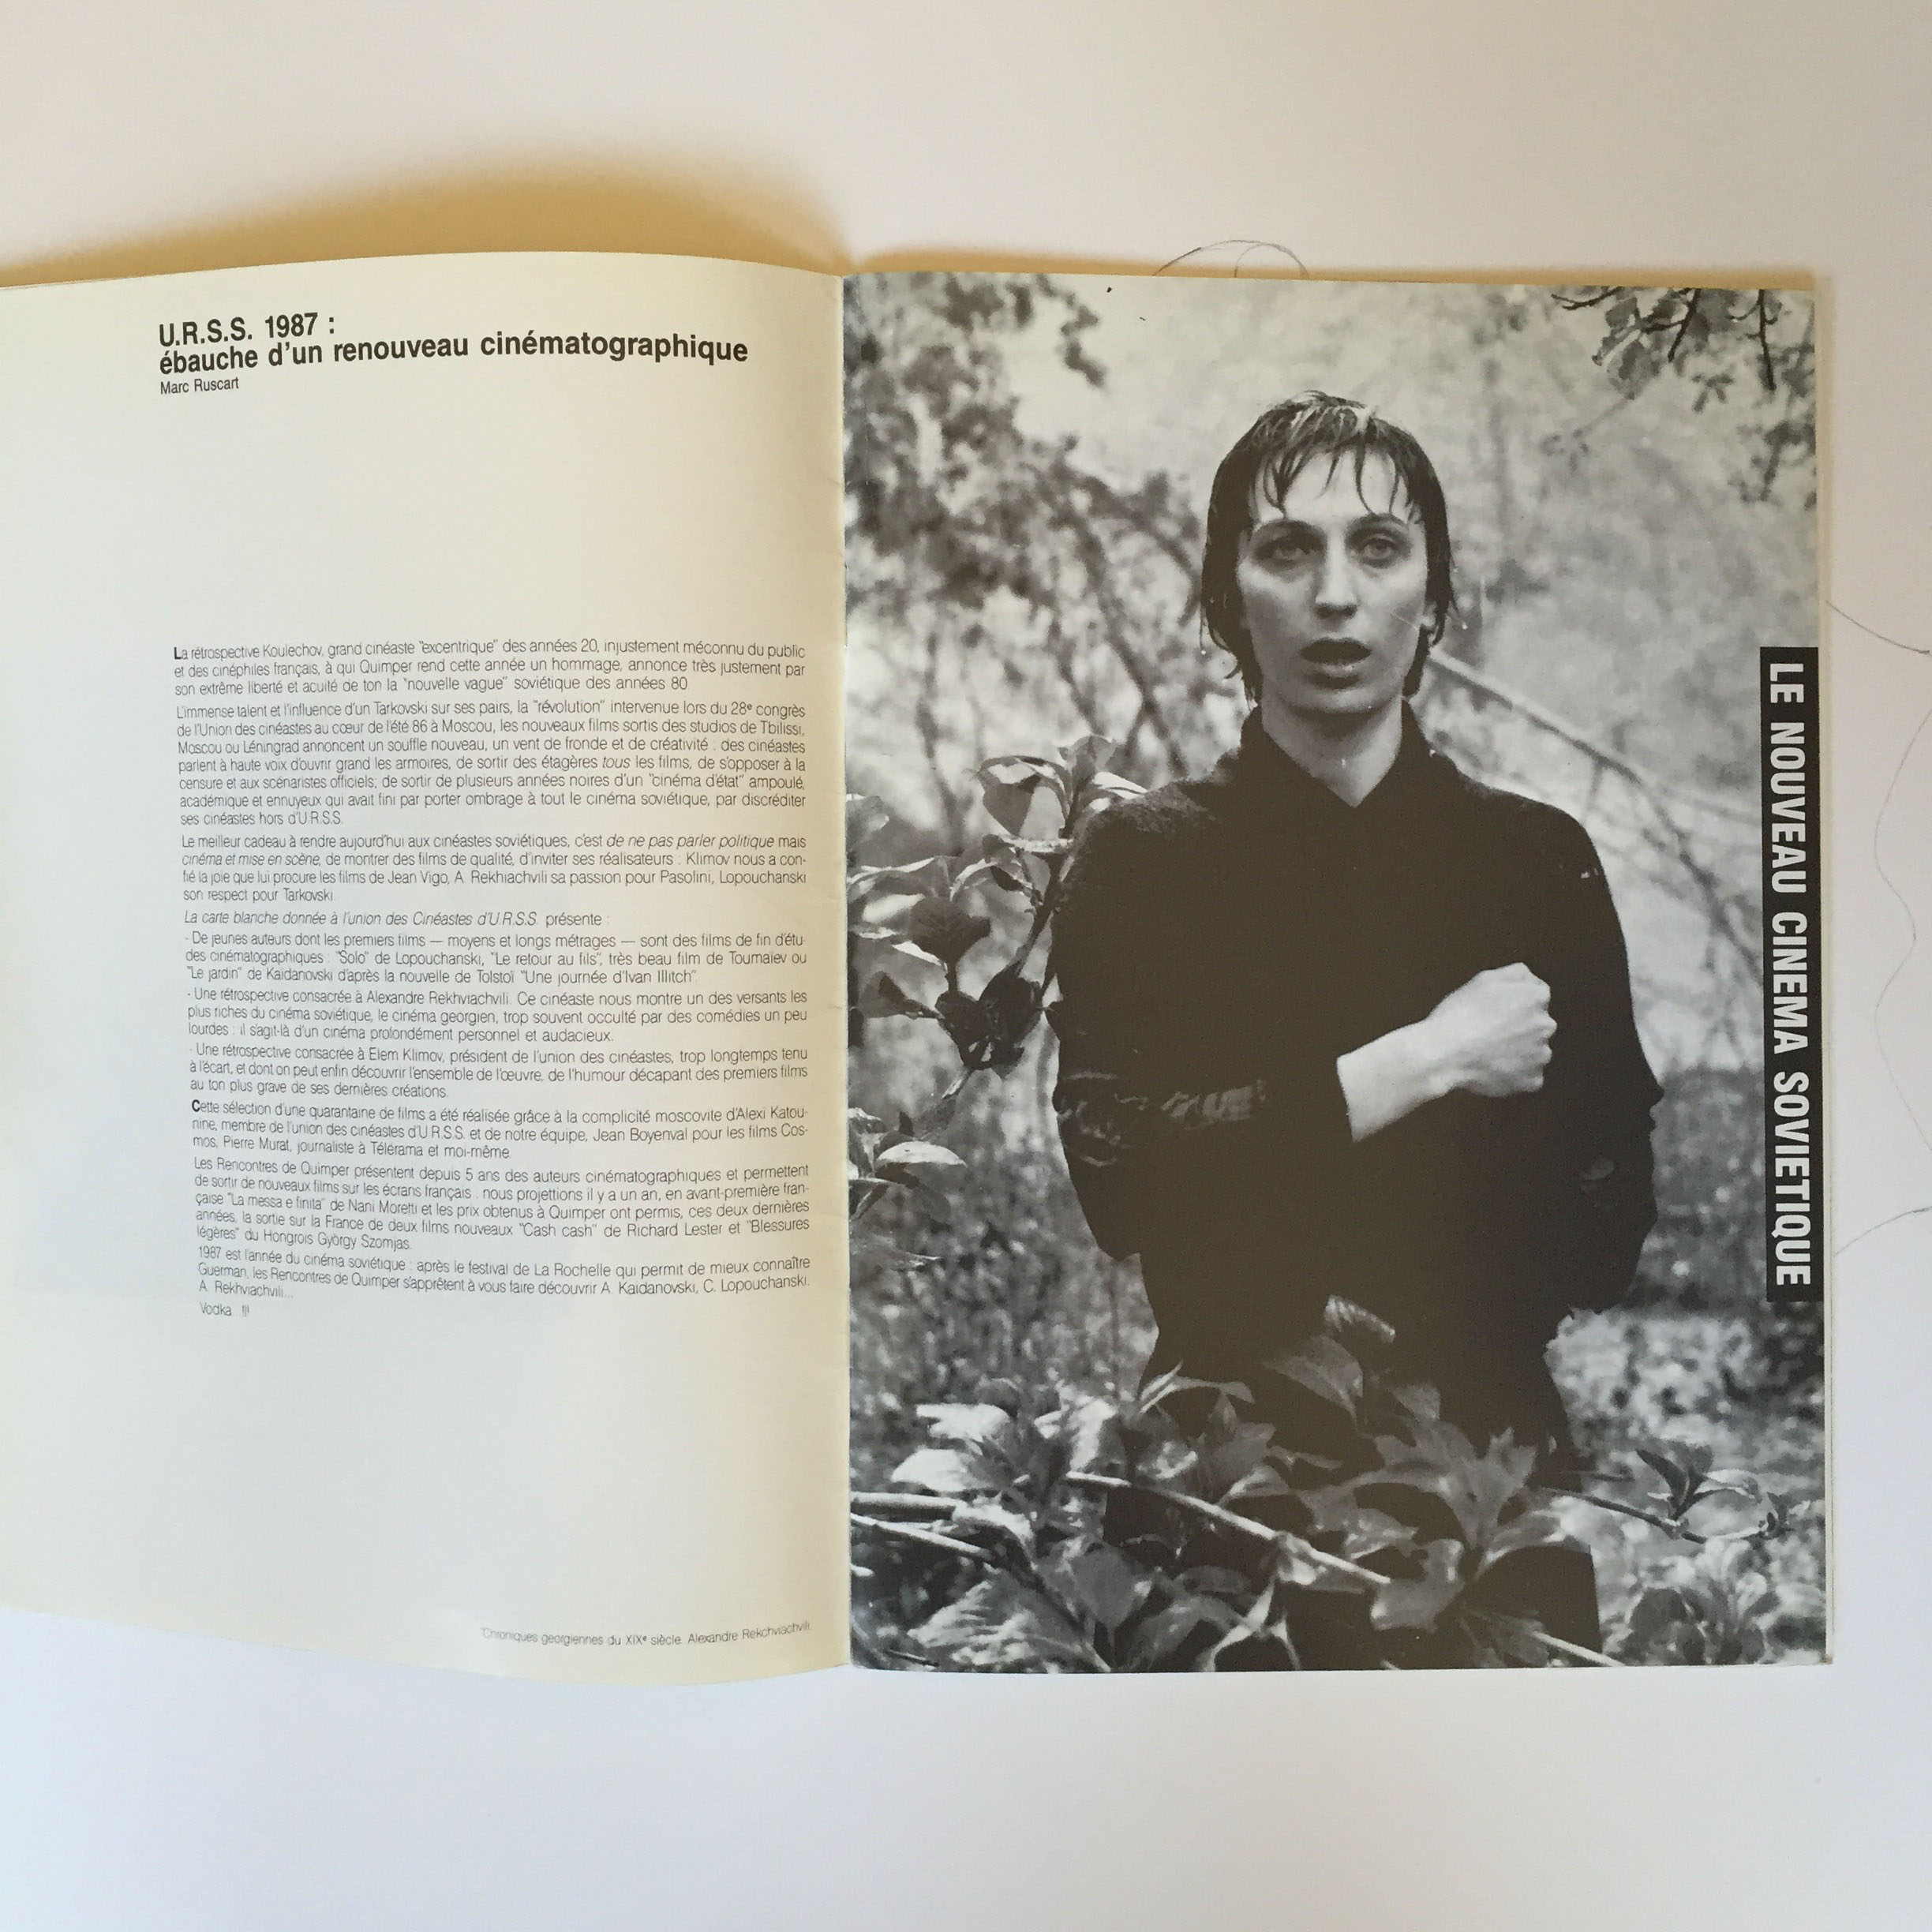 U.R.S.S. 1987 :
ébauche d'un renouveau cinématographique
Marc Ruscart
La rétrospective Koulechov, grand cinéaste "excentrique" des années 20, injustement méconnu du public
et des cinéphiles français, à qui Quimper rend cette année un hommage, annonce très justement par
son extrême liberté et acuité de ton la "nouvelle vague" soviétique des années 80.
L'immense talent et l'influence d'un Tarkovski sur ses pairs, la "révolution" intervenue lors du 28e congrès
de l'Union des cinéastes au cœur de l'été 86 à Moscou, les nouveaux films sortis des studios de Tbilissi,
Moscou ou Léningrad annoncent un souffle nouveau, un vent de fronde et de créativité : des cinéastes
parlent à haute voix d'ouvrir grand les armoires, de sortir des étagères tous les films, de s'opposer à la
censure et aux scénaristes officiels; de sortir de plusieurs années noires d'un "cinéma d'état" ampoulé,
académique et ennuyeux qui avait fini par porter ombrage à tout le cinéma soviétique, par discréditer
ses cinéastes hors d'U.R.S.S.
Le meilleur cadeau à rendre aujourd'hui aux cinéastes soviétiques, c'est de ne pas parler politique mais
cinéma et mise en scène, de montrer des films de qualité, d'inviter ses réalisateurs : Klimov nous a con-
fié la joie que lui procure les films de Jean Vigo, A. Rekhiachvili sa passion pour Pasolini, Lopouchanski
son respect pour Tarkovski.
La carte blanche donnée à l'union des Cinéastes d'U.R.S.S. présente :
- De jeunes auteurs dont les premiers films — moyens et longs métrages — sont des films de fin d'étu-
des cinématographiques : "Solo" de Lopouchanski, "Le retour au fils", très beau film de Toumaiev ou
"Le jardin" de Kaidanovski d'après la nouvelle de Tolstoï "Une journée d'Ivan Illitch".
- Une rétrospective consacrée à Alexandre Rekhviachvili. Ce cinéaste nous montre un des versants les
plus riches du cinéma soviétique, le cinéma georgien, trop souvent occulté par des comédies un peu
lourdes : il s'agit-là d'un cinéma profondément personnel et audacieux.
- Une rétrospective consacrée à Elem Klimov, président de l'union des cinéastes, trop longtemps tenu
à l'écart, et dont on peut enfin découvrir l'ensemble de l'œuvre, de l'humour décapant des premiers films
au ton plus grave de ses dernières créations.
Cette sélection d'une quarantaine de films a été réalisée grâce à la complicité moscovite d'Alexi Katou-
nine, membre de l'union des cinéastes d'U.R.S.S. et de notre équipe, Jean Boyenval pour les films Cos-
mos, Pierre Murat, journaliste à Télérama et moi-même.
Les Rencontres de Quimper présentent depuis 5 ans des auteurs cinématographiques et permettent
de sortir de nouveaux films sur les écrans français : nous projettions il y a un an, en avant-première fran-
çaise "La messa e finita" de Nani Moretti et les prix obtenus à Quimper ont permis, ces deux dernières
années, la sortie sur la France de deux films nouveaux "Cash cash" de Richard Lester et "Blessures
légères" du Hongrois György Szomjas.
1987 est l'année du cinéma soviétique : après le festival de La Rochelle qui permit de mieux connaître
Guerman, les Rencontres de Quimper s'apprêtent à vous faire découvrir A. Kaidanovski, C. Lopouchanski,
A. Rekhviachvili...
Vodka !!!
"Chroniques georgiennes du XIXe siècle. Alexandre Rekchviachvili.
LE NOUVEAU CINEMA SOVIETIQUE